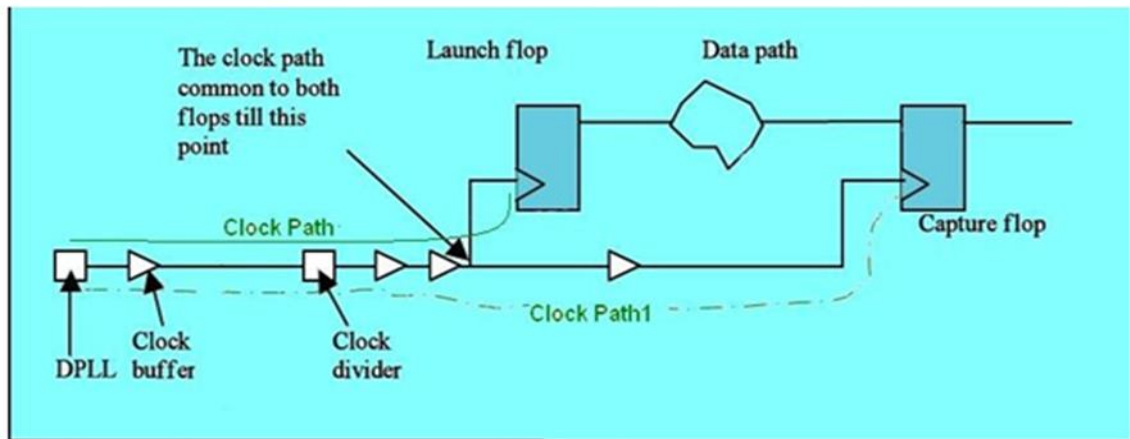 The clock path
common to both
flops till this
point
Launch flop
Data path
Clock Path
Capture flop
Clock Path1
DPLL
Clock
buffer
Clock
divider